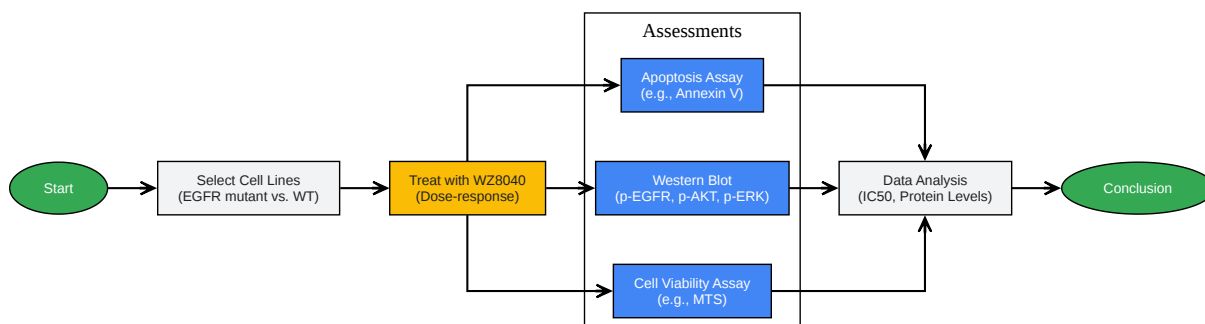 Assessments
Apoptosis Assay
(e.g., Annexin V)
Start
Select Cell Lines
(EGFR mutant vs. WT)
Treat with WZ8040
(Dose-response)
Western Blot
(p-EGFR, p-AKT, p-ERK)
Data Analysis
(IC50, Protein Levels)
Conclusion
Cell Viability Assay
(e.g., MTS)